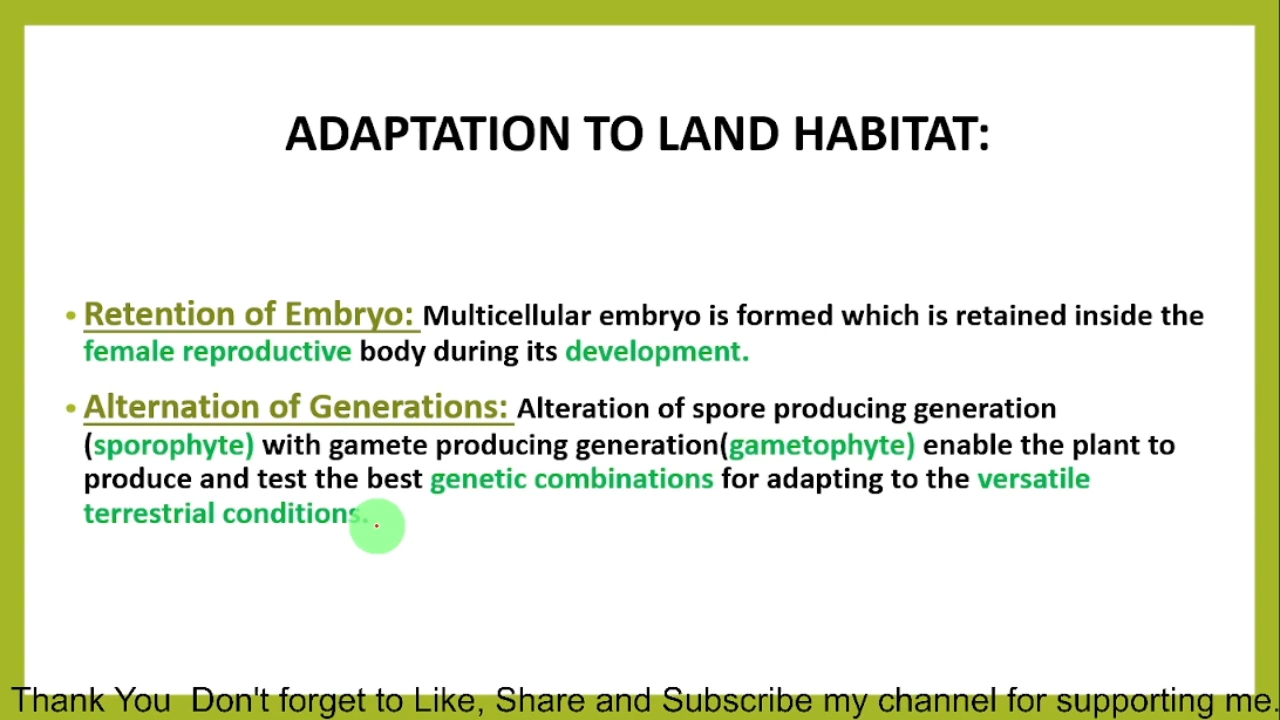 ADAPTATION TO LAND HABITAT:
• Retention of Embryo: Multicellular embryo is formed which is retained inside the
female reproductive body during its development.
• Alternation of Generations: Alteration of spore producing generation
(sporophyte) with gamete producing generation(gametophyte) enable the plant to
produce and test the best genetic combinations for adapting to the versatile
terrestrial conditions.
Thank You  Don't forget to Like, Share and Subscribe my channel for supporting me.